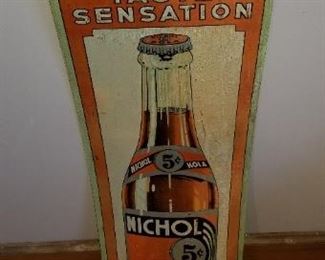 SENSATION
NICHOL 5¢ KOLA
NICHOL
5¢